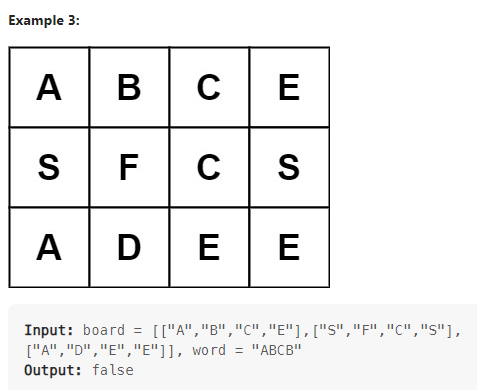 Example 3:
A B C E
S F C S
A D E E
Input: board = [["A","B","C","E"],["S","F","C","S"],
["A","D","E","E"]], word = "ABCB"
Output: false